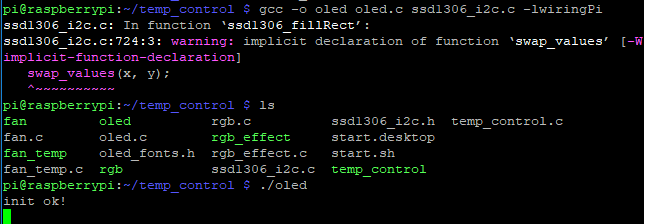 pi@raspberrypi:~/temp_control $ gcc -o oled oled.c ssd1306_i2c.c -lwiringPi
ssd1306_i2c.c: In function ‘ssd1306_fillRect’:
ssd1306_i2c.c:724:3: warning: implicit declaration of function ‘swap_values’ [-W
implicit-function-declaration]
   swap_values(x, y);
   ^~~~~~~~~~~
pi@raspberrypi:~/temp_control $ ls
fan         oled          rgb.c         ssd1306_i2c.h  temp_control.c
fan.c       oled.c        rgb_effect    start.desktop
fan_temp    oled_fonts.h  rgb_effect.c  start.sh
fan_temp.c  rgb           ssd1306_i2c.c  temp_control
pi@raspberrypi:~/temp_control $ ./oled
init ok!